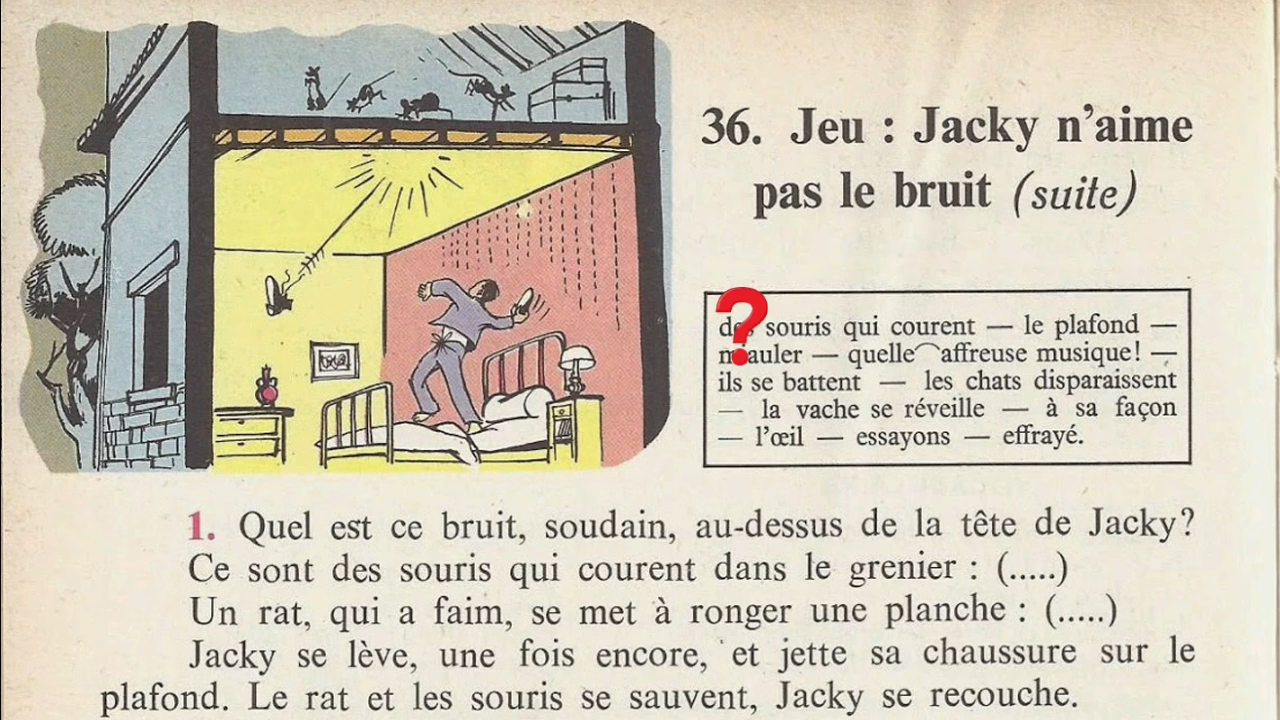 36. Jeu : Jacky n'aime
pas le bruit (suite)
des souris qui courent — le plafond —
miauler — quelle‿affreuse musique! —
ils se battent — les chats disparaissent
— la vache se réveille — à sa façon
— l'œil — essayons — effrayé.
1. Quel est ce bruit, soudain, au-dessus de la tête de Jacky?
Ce sont des souris qui courent dans le grenier : (.....)
Un rat, qui a faim, se met à ronger une planche : (.....)
Jacky se lève, une fois encore, et jette sa chaussure sur le
plafond. Le rat et les souris se sauvent, Jacky se recouche.